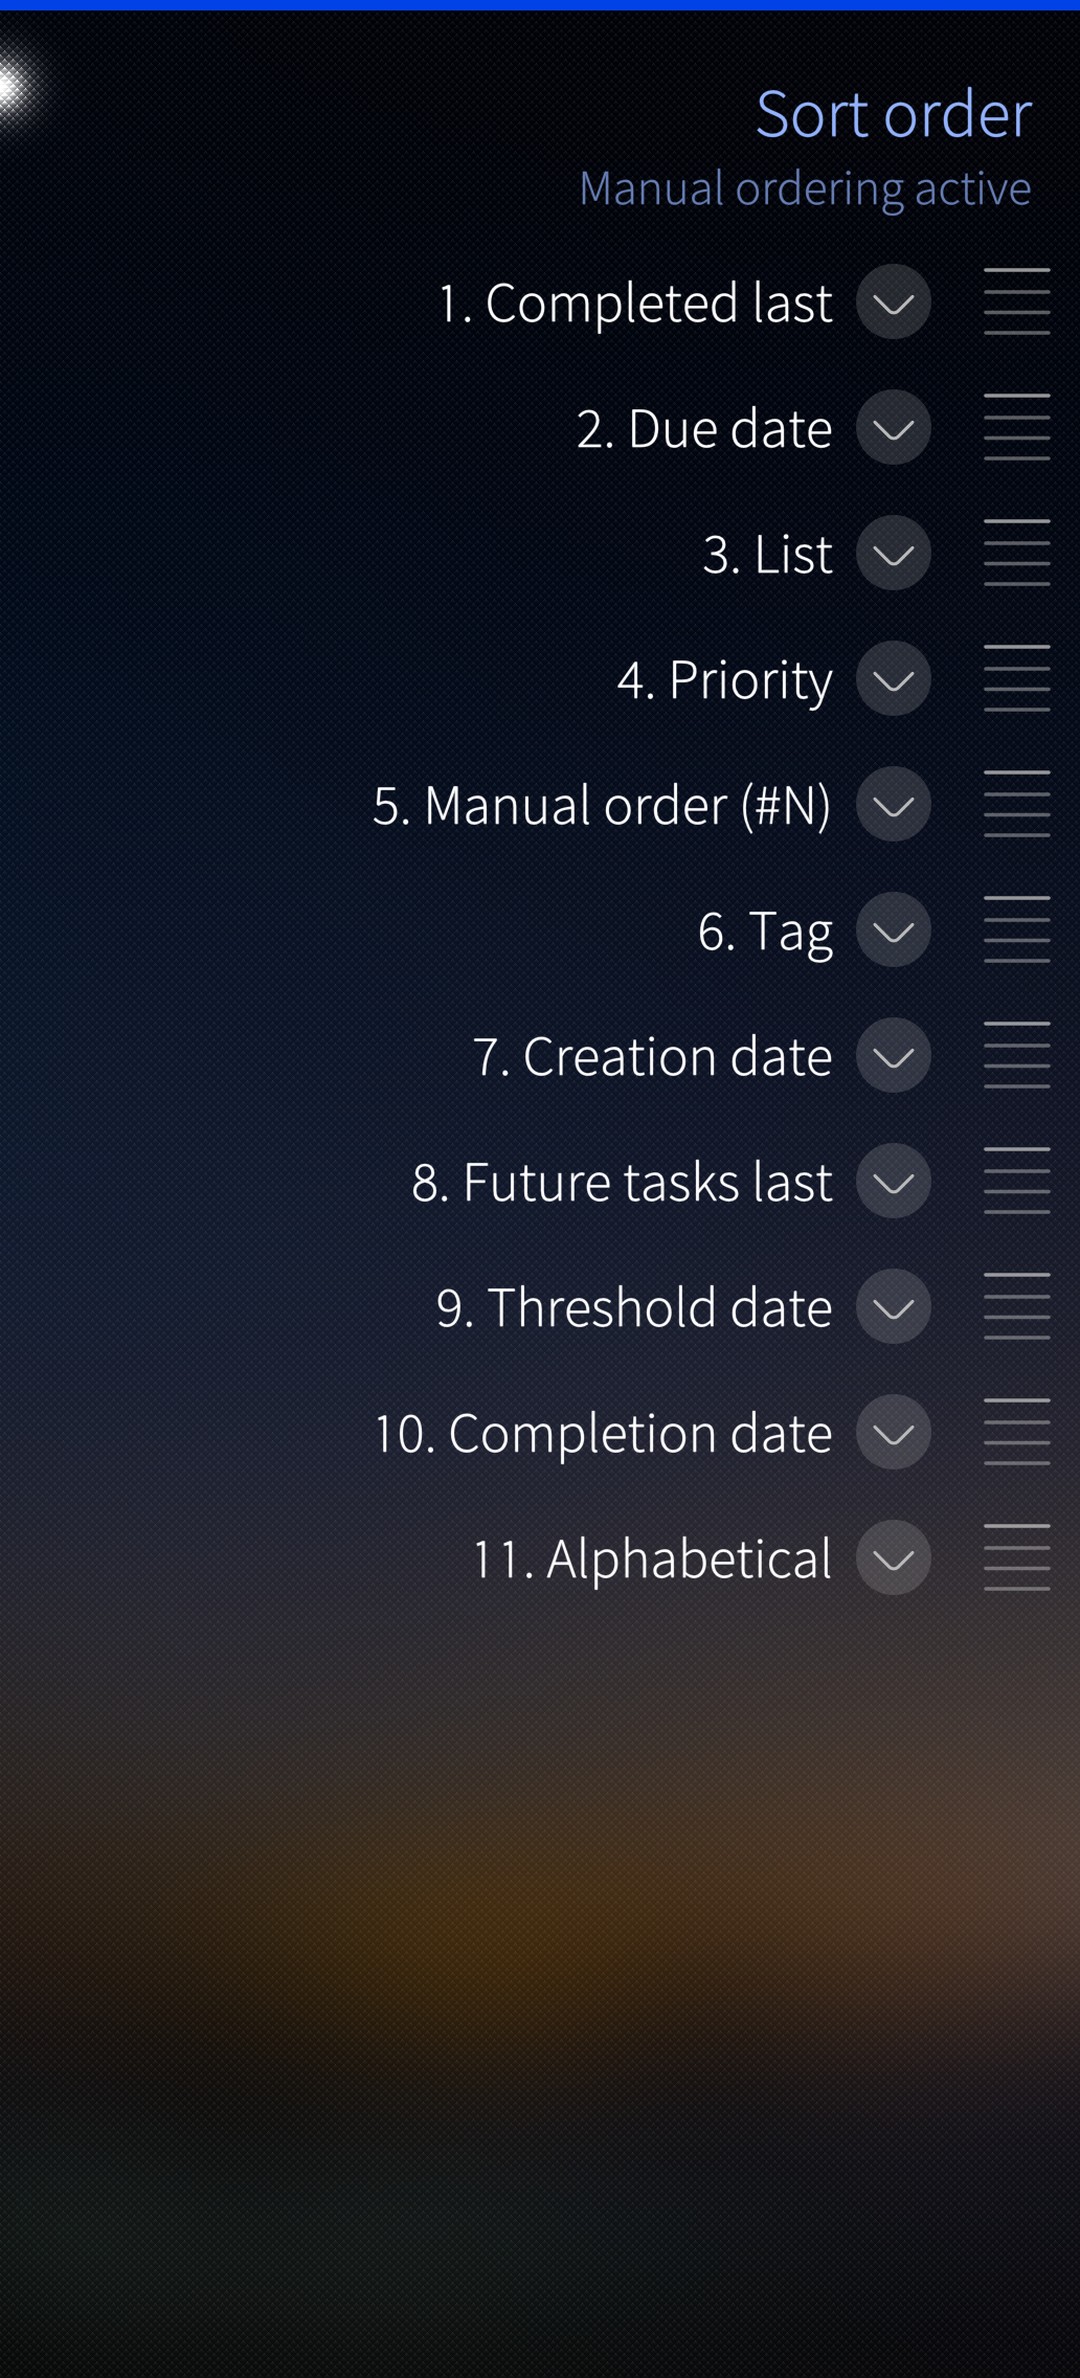 Sort order
Manual ordering active
1. Completed last
2. Due date
3. List
4. Priority
5. Manual order (#N)
6. Tag
7. Creation date
8. Future tasks last
9. Threshold date
10. Completion date
11. Alphabetical